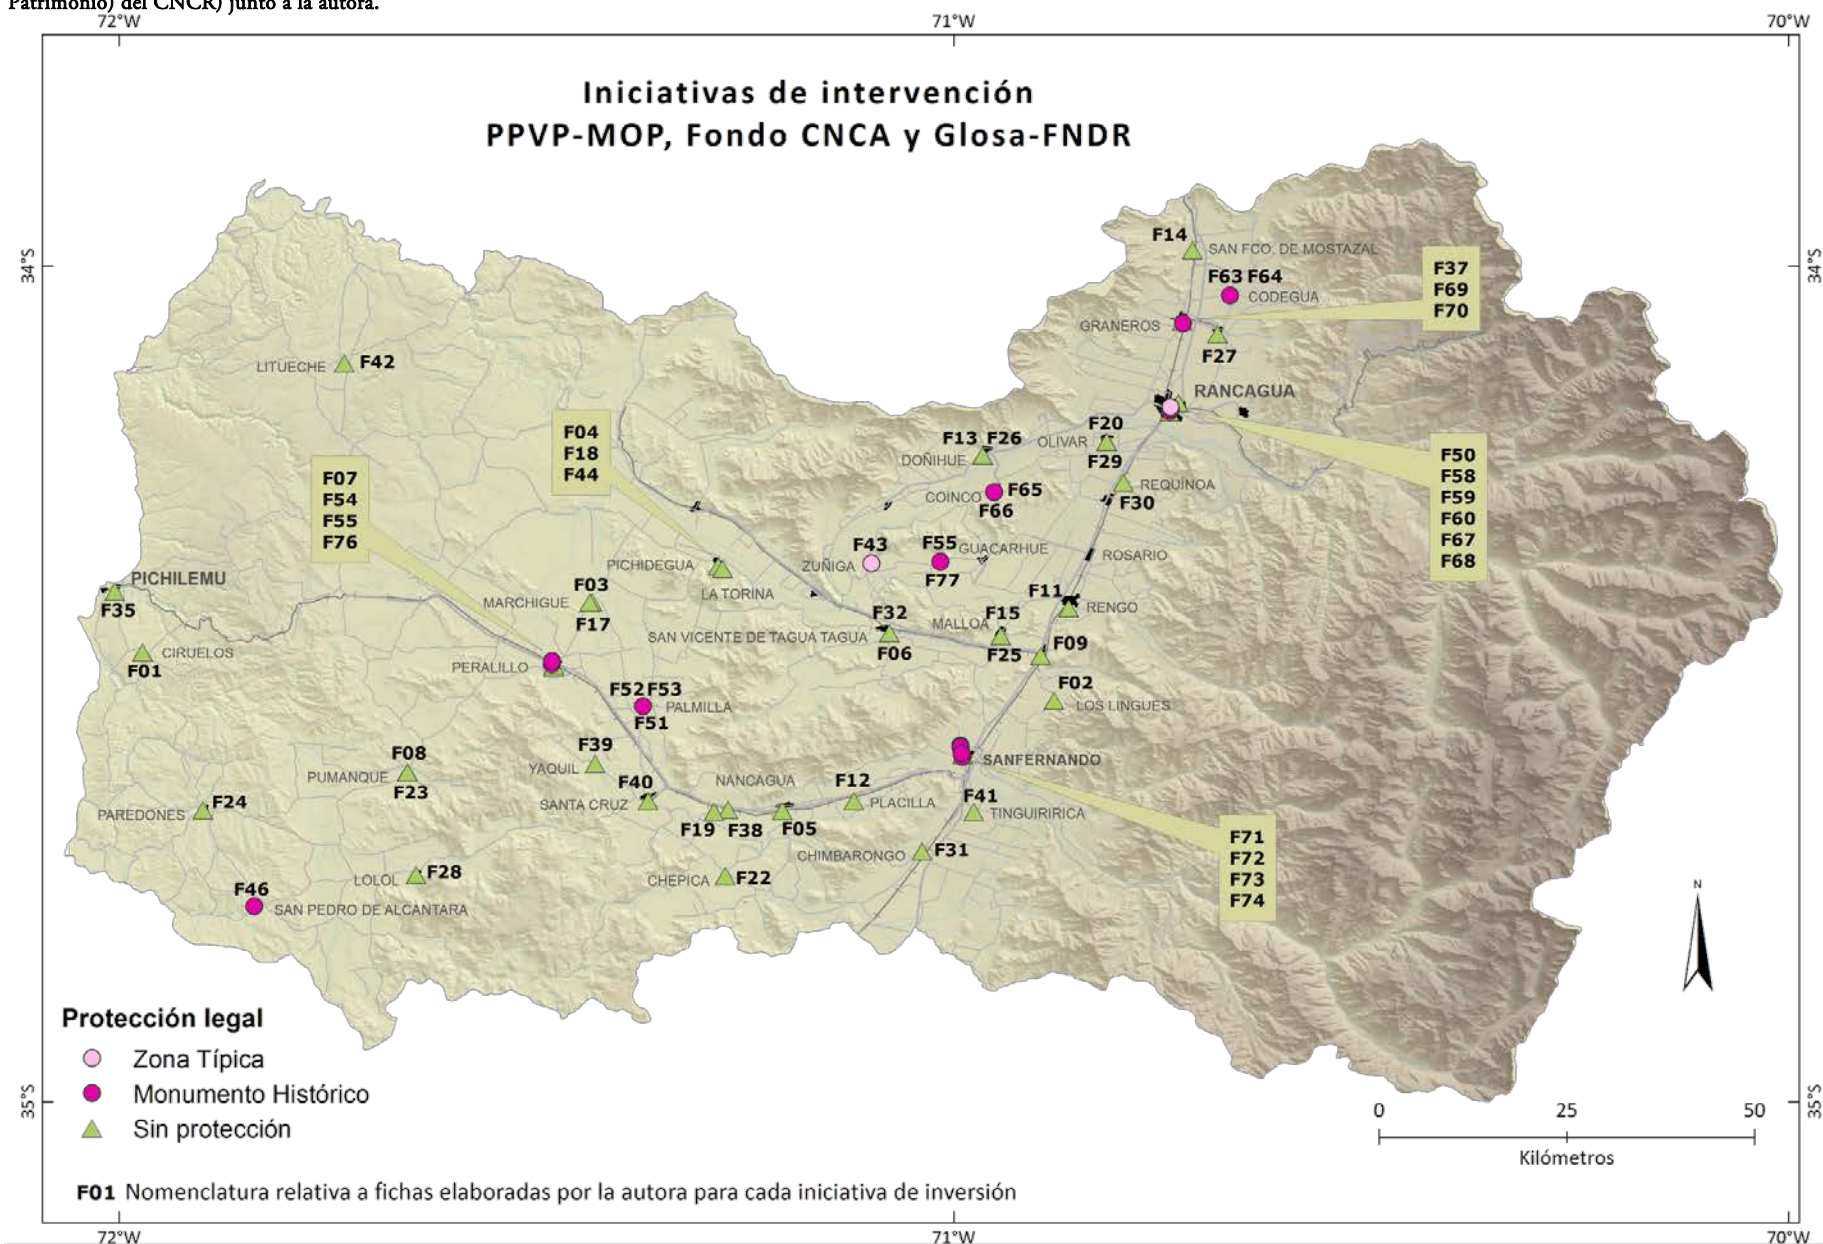 Patrimonio) del CNCR) junto a la autora.
72°W
71°W
70°W
Iniciativas de intervención
PPVP-MOP, Fondo CNCA y Glosa-FNDR
34°S
34°S
F14
SAN FCO. DE MOSTAZAL
F63 F64
CODEGUA
F37
F69
F70
GRANEROS
F27
LITUECHE
F42
RANCAGUA
F04
F18
F44
F20
OLIVAR
F29
F13 F26
DOÑIHUE
F50
F58
F59
F60
F67
F68
F07
F54
F55
F76
COINCO
F65
F66
REQUÍNOA
F30
F43
ZUÑIGA
F55
GUACARHUE
F77
ROSARIO
PICHIDEGUA
LA TORINA
PICHILEMU
F35
F03
MARCHIGUE
F17
F11
RENGO
F32
SAN VICENTE DE TAGUA TAGUA
F06
F15
MALLOA
F25
F09
CIRUELOS
F01
PERALILLO
F02
LOS LINGUES
F52 F53
PALMILLA
F51
SANFERNANDO
F39
YAQUIL
F08
PUMANQUE
F23
NANCAGUA
F40
SANTA CRUZ
F12
PLACILLA
F24
PAREDONES
F19
F38
F05
F41
TINGUIRIRICA
F71
F72
F73
F74
CHIMBARONGO
F31
LOLOL
F28
CHEPICA
F22
F46
SAN PEDRO DE ALCANTARA
N
Protección legal
Zona Típica
Monumento Histórico
Sin protección
35°S
35°S
0 25 50
Kilómetros
F01 Nomenclatura relativa a fichas elaboradas por la autora para cada iniciativa de inversión
72°W
71°W
70°W